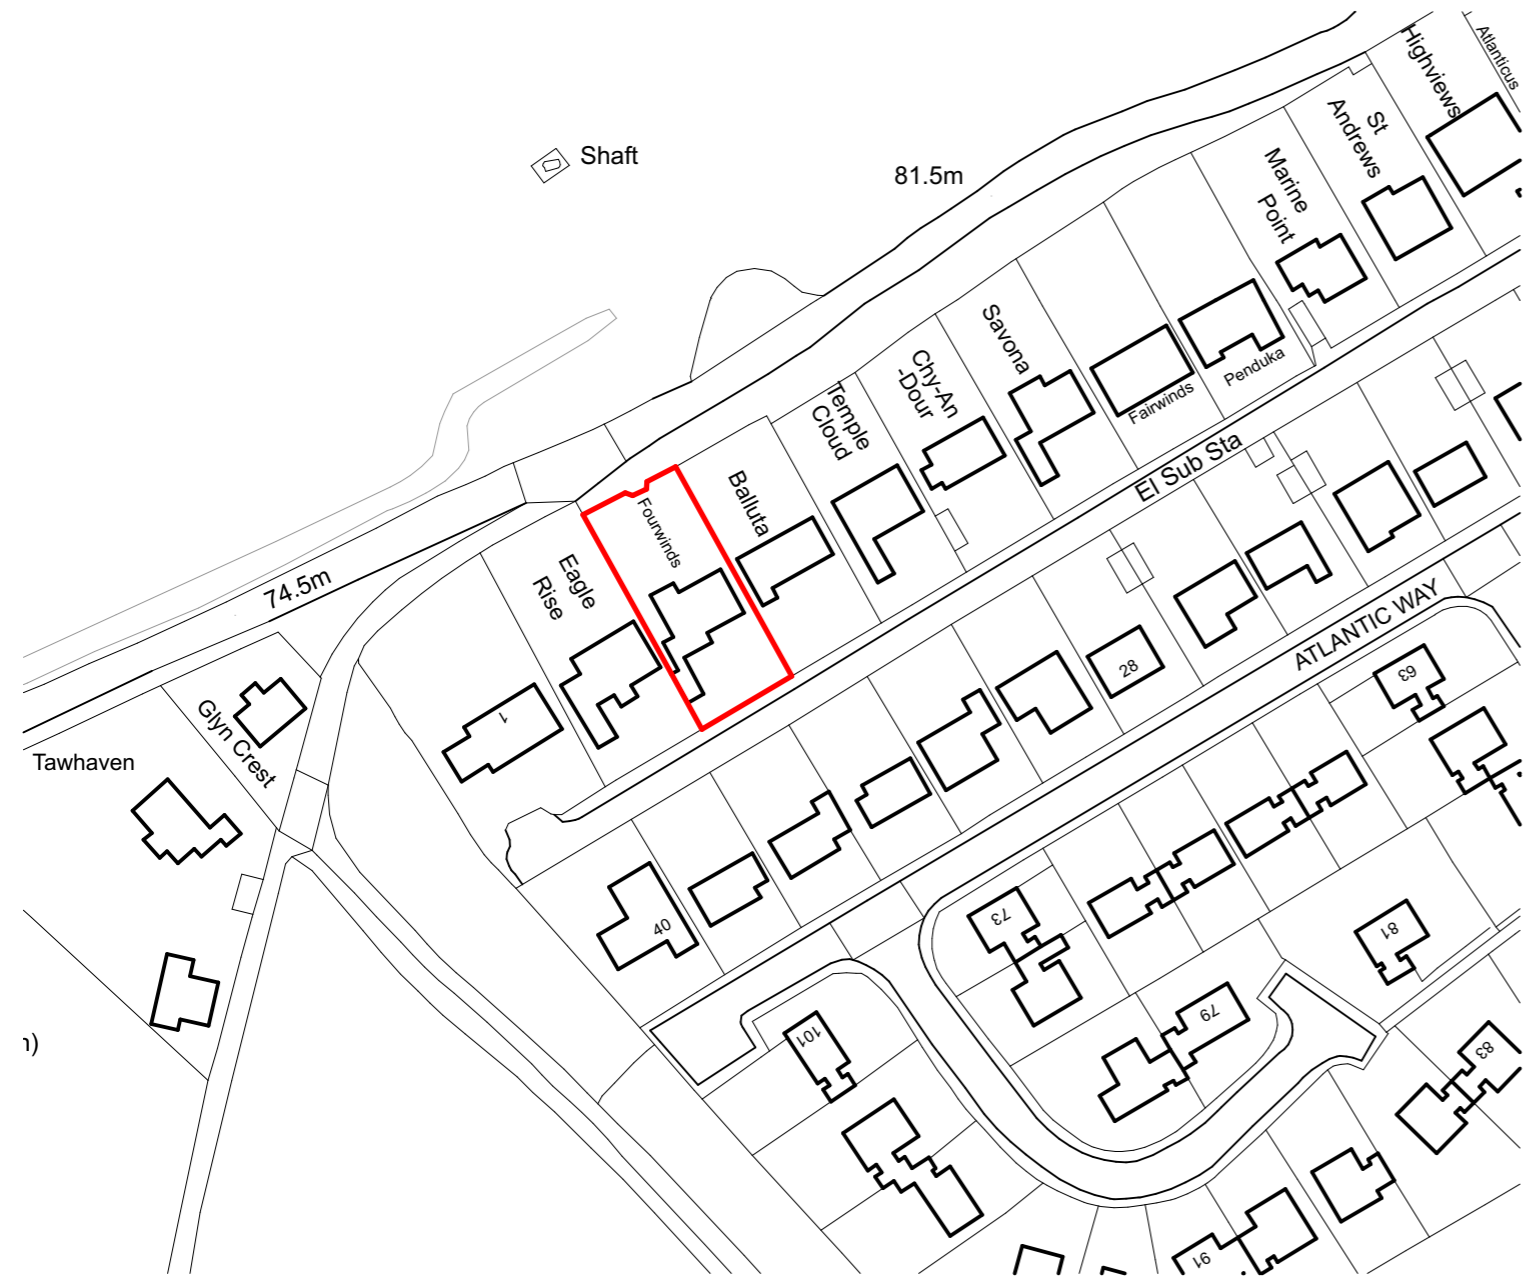 Atlanticus
Highviews
St
Andrews
Shaft
81.5m
Marine
Point
Savona
Chy-An
-Dour
Penduka
Fairwinds
Temple
Cloud
El Sub Sta
Balluta
Fourwinds
Eagle
Rise
74.5m
ATLANTIC WAY
28
63
1
Glyn Crest
Tawhaven
40
73
81
79
101
83
91